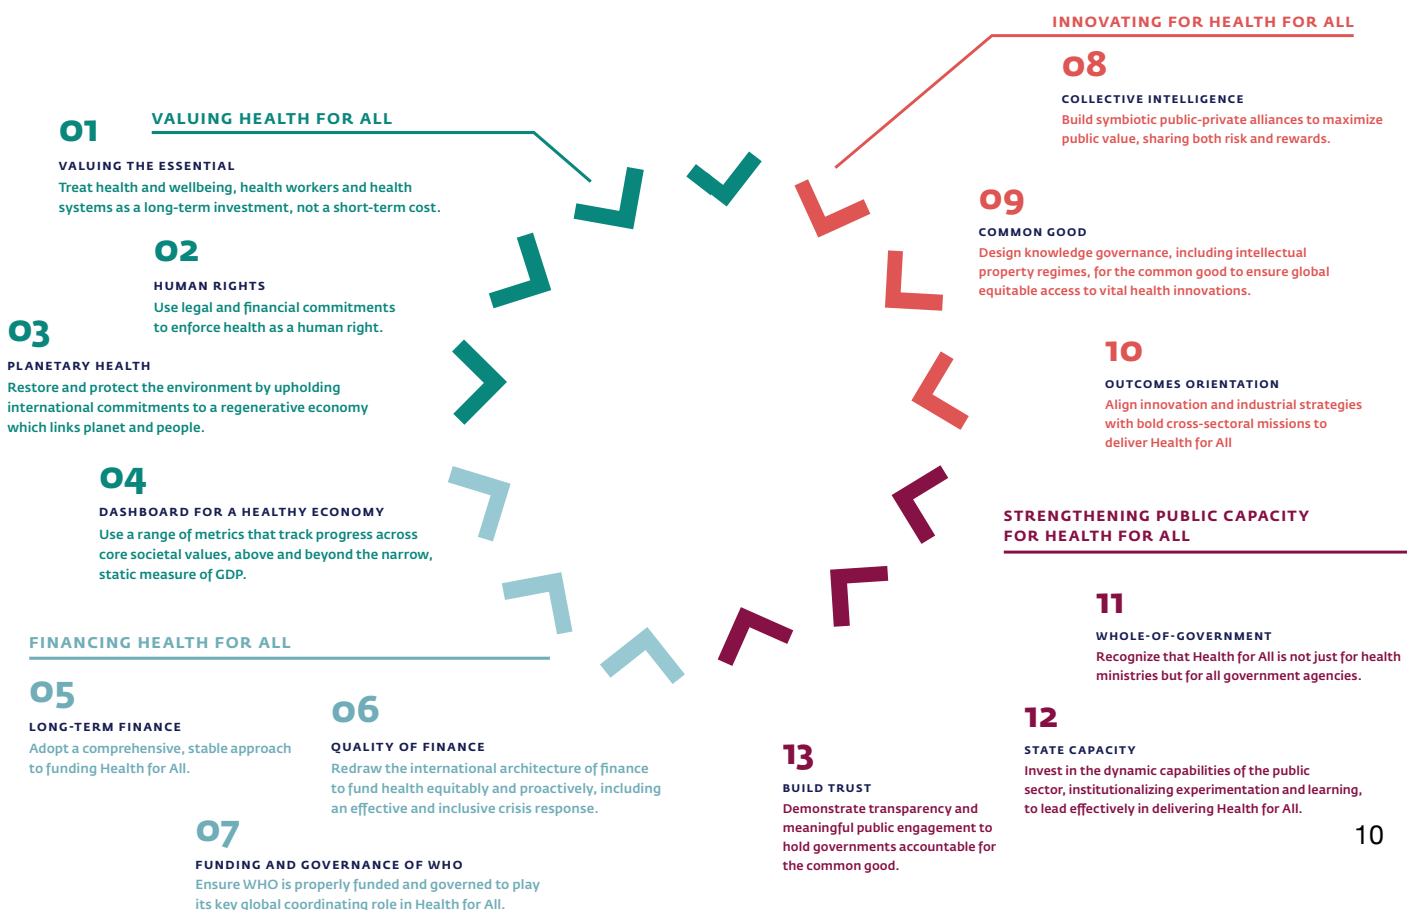 VALUING HEALTH FOR ALL
01
VALUING THE ESSENTIAL
Treat health and wellbeing, health workers and health
systems as a long-term investment, not a short-term cost.
02
HUMAN RIGHTS
Use legal and financial commitments
to enforce health as a human right.
03
PLANETARY HEALTH
Restore and protect the environment by upholding
international commitments to a regenerative economy
which links planet and people.
04
DASHBOARD FOR A HEALTHY ECONOMY
Use a range of metrics that track progress across
core societal values, above and beyond the narrow,
static measure of GDP.
FINANCING HEALTH FOR ALL
05
LONG-TERM FINANCE
Adopt a comprehensive, stable approach
to funding Health for All.
06
QUALITY OF FINANCE
Redraw the international architecture of finance
to fund health equitably and proactively, including
an effective and inclusive crisis response.
07
FUNDING AND GOVERNANCE OF WHO
Ensure WHO is properly funded and governed to play
its key global coordinating role in Health for All.
INNOVATING FOR HEALTH FOR ALL
08
COLLECTIVE INTELLIGENCE
Build symbiotic public-private alliances to maximize
public value, sharing both risk and rewards.
09
COMMON GOOD
Design knowledge governance, including intellectual
property regimes, for the common good to ensure global
equitable access to vital health innovations.
10
OUTCOMES ORIENTATION
Align innovation and industrial strategies
with bold cross-sectoral missions to
deliver Health for All
STRENGTHENING PUBLIC CAPACITY
FOR HEALTH FOR ALL
11
WHOLE-OF-GOVERNMENT
Recognize that Health for All is not just for health
ministries but for all government agencies.
12
STATE CAPACITY
Invest in the dynamic capabilities of the public
sector, institutionalizing experimentation and learning,
to lead effectively in delivering Health for All.
13
BUILD TRUST
Demonstrate transparency and
meaningful public engagement to
hold governments accountable for
the common good.
10